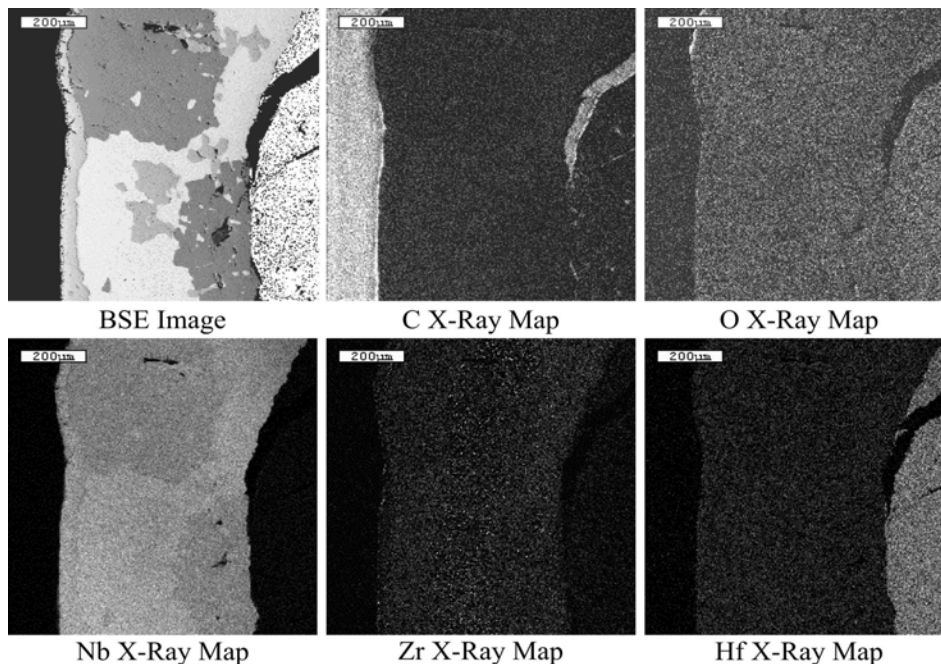 200µm
200µm
200µm
BSE Image
C X-Ray Map
O X-Ray Map
200µm
200µm
200µm
Nb X-Ray Map
Zr X-Ray Map
Hf X-Ray Map